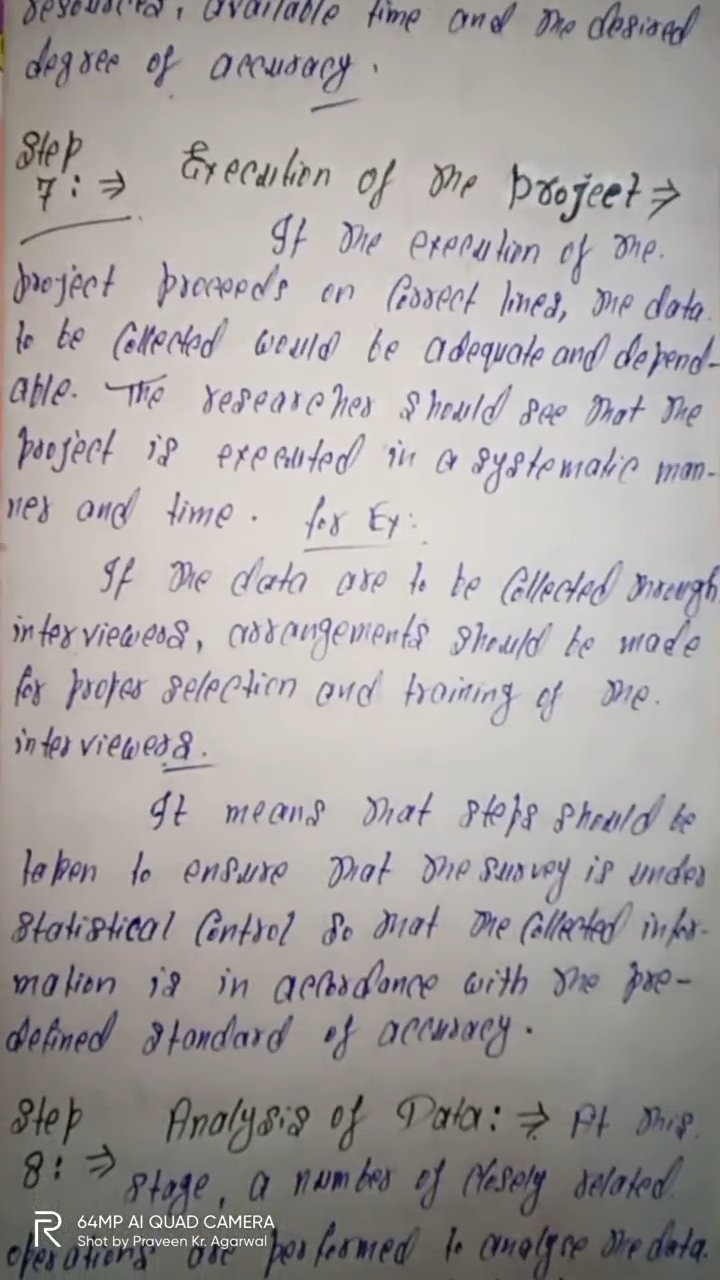 resources, available time and the desired
degree of accuracy.
Step 7: ⇒ Execution of the project ⇒
If the execution of the.
project proceeds on Correct lines, the data
to be Collected would be adequate and depend-
able. The researcher should see that the
project is executed in a systematic man-
ner and time. for Ex:
If the data are to be Collected through
interviewers, arrangements should be made
for proper selection and training of the.
interviewers.
It means that steps should be
taken to ensure that the survey is under
Statistical Control so that the Collected infor-
mation is in accordance with the pre-
defined standard of accuracy.
Step 8: ⇒ Analysis of Data: ⇒ At this
stage, a number of closely related
operations are performed to analyse the data.
64MP AI QUAD CAMERA
Shot by Praveen Kr. Agarwal